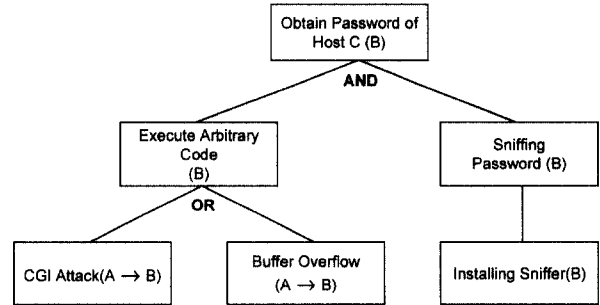 Obtain Password of
Host C (B)
AND
Execute Arbitrary
Code
(B)
Sniffing
Password (B)
OR
CGI Attack(A → B)
Buffer Overflow
(A → B)
Installing Sniffer(B)